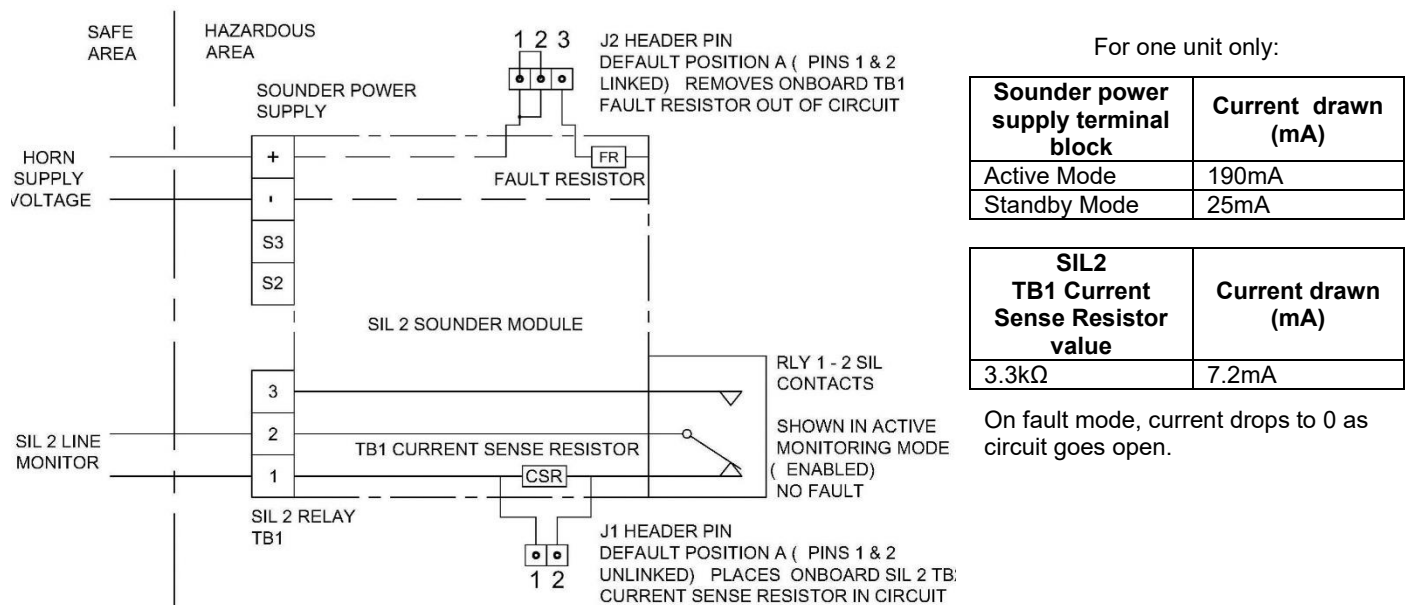 SAFE
AREA
HAZARDOUS
AREA
1 2 3
J2 HEADER PIN
DEFAULT POSITION A ( PINS 1 & 2
LINKED) REMOVES ONBOARD TB1
FAULT RESISTOR OUT OF CIRCUIT
SOUNDER POWER
SUPPLY
HORN
SUPPLY
VOLTAGE
+
-
S3
S2
FR
FAULT RESISTOR
SIL 2 SOUNDER MODULE
RLY 1 - 2 SIL
CONTACTS
SHOWN IN ACTIVE
MONITORING MODE
( ENABLED)
NO FAULT
3
2
1
SIL 2 LINE
MONITOR
TB1 CURRENT SENSE RESISTOR
CSR
SIL 2 RELAY
TB1
1 2
J1 HEADER PIN
DEFAULT POSITION A ( PINS 1 & 2
UNLINKED) PLACES ONBOARD SIL 2 TB
CURRENT SENSE RESISTOR IN CIRCUIT
For one unit only:
Sounder power
supply terminal
block
Current drawn
(mA)
Active Mode 190mA
Standby Mode 25mA
SIL2
TB1 Current
Sense Resistor
value
Current drawn
(mA)
3.3kΩ 7.2mA
On fault mode, current drops to 0 as
circuit goes open.